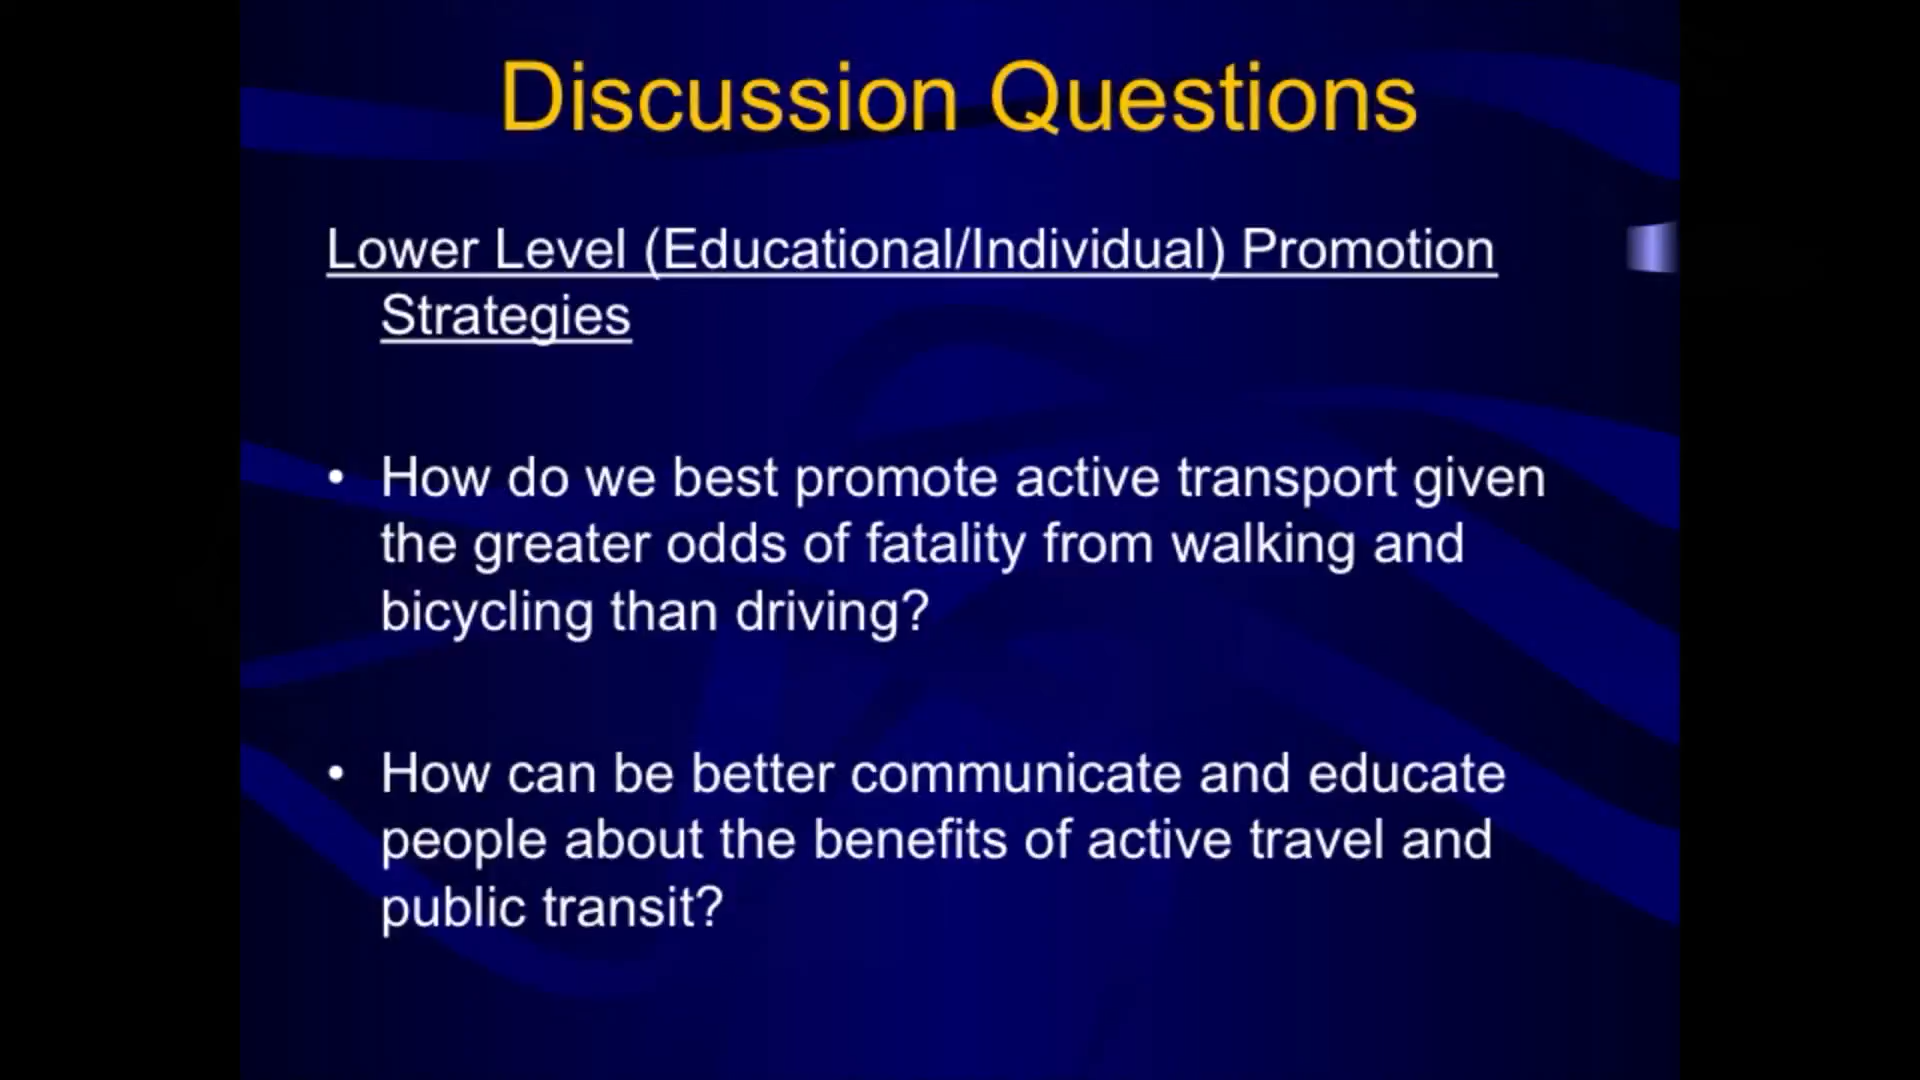 Discussion Questions
Lower Level (Educational/Individual) Promotion
Strategies
• How do we best promote active transport given
the greater odds of fatality from walking and
bicycling than driving?
• How can be better communicate and educate
people about the benefits of active travel and
public transit?